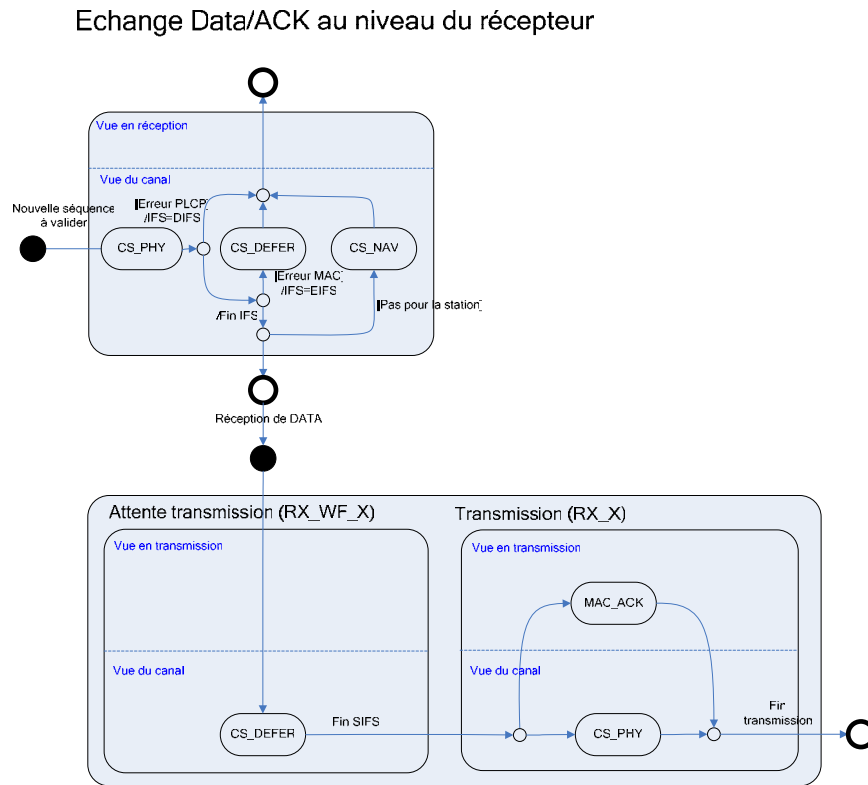 Echange Data/ACK au niveau du récepteur
Vue en réception
Vue du canal
Nouvelle séquence
à valider
[Erreur PLCP]
/IFS=DIFS
CS_PHY
CS_DEFER
CS_NAV
[Erreur MAC]
/IFS=EIFS
[Pas pour la station]
/Fin IFS
Réception de DATA
Attente transmission (RX_WF_X)
Transmission (RX_X)
Vue en transmission
Vue en transmission
MAC_ACK
Vue du canal
Vue du canal
Fin
transmission
Fin SIFS
CS_DEFER
CS_PHY